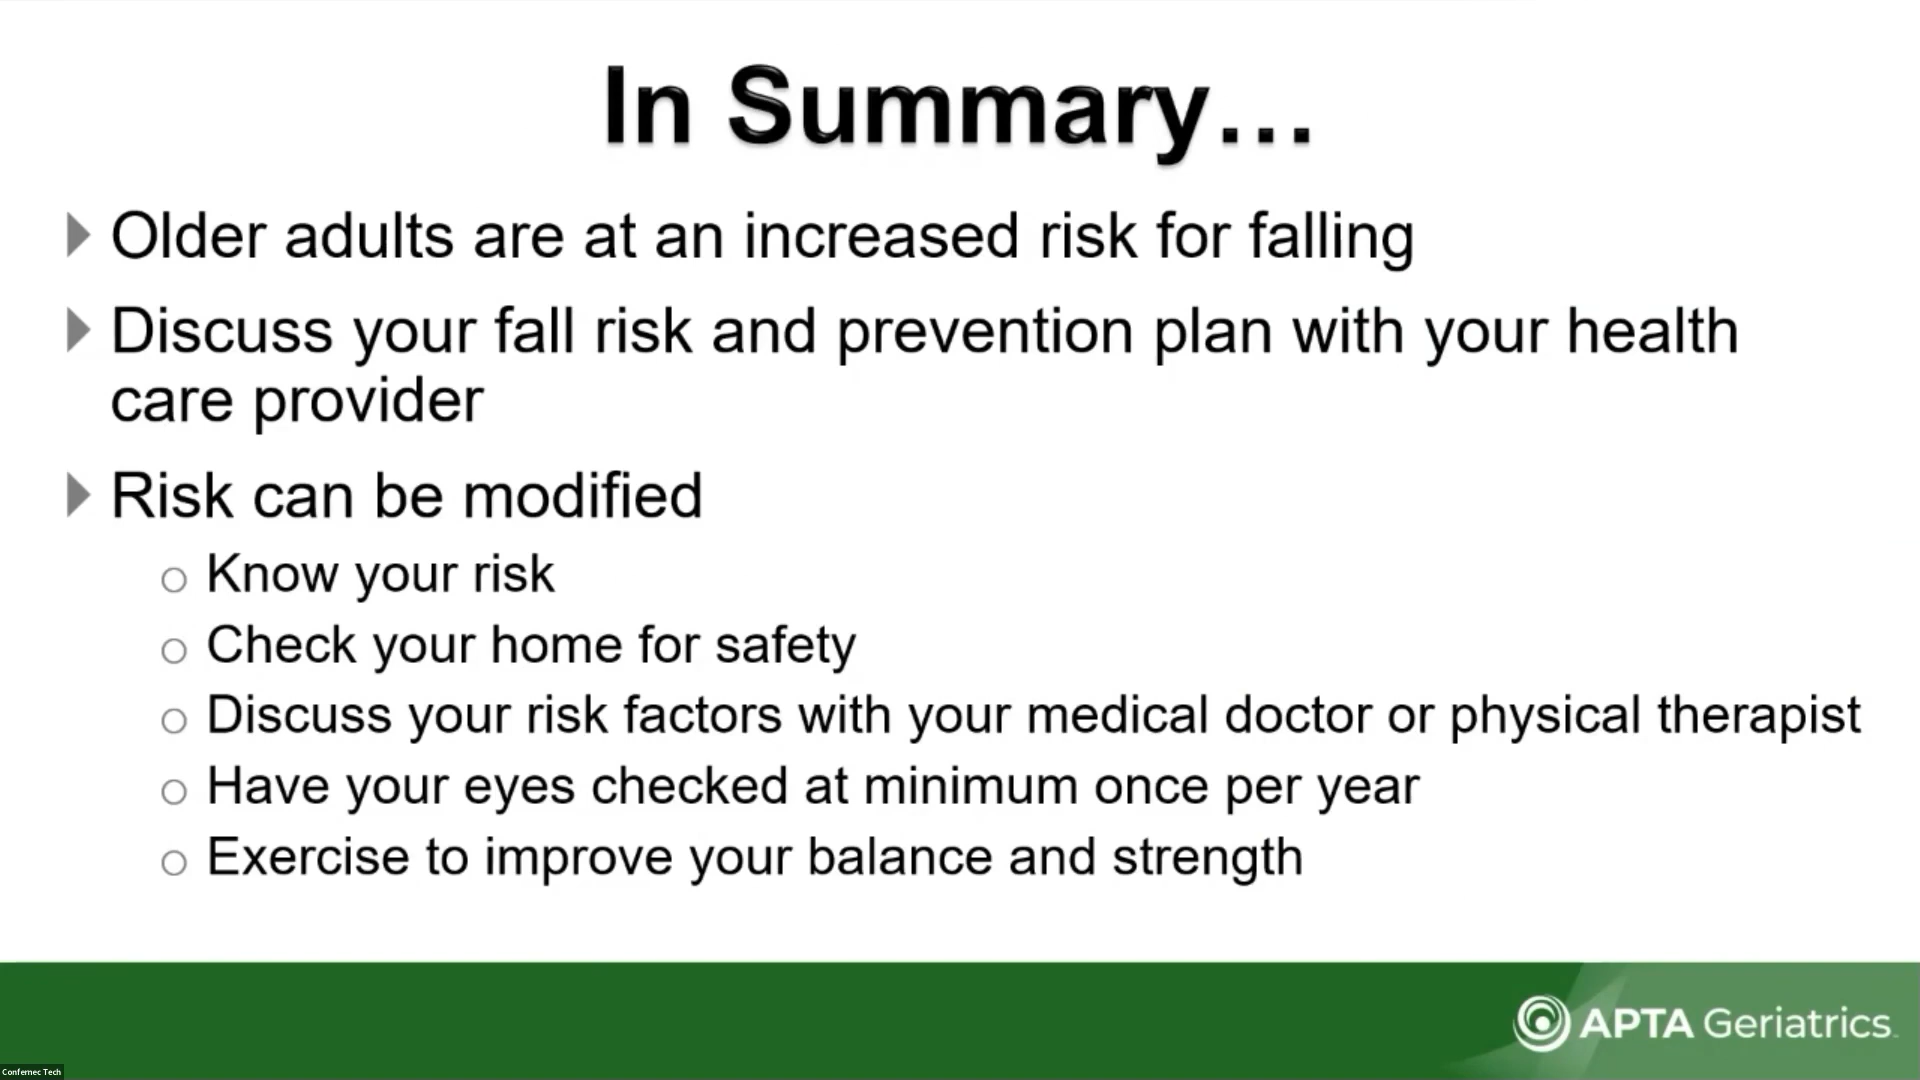 In Summary...
Older adults are at an increased risk for falling
Discuss your fall risk and prevention plan with your health
care provider
Risk can be modified
Know your risk
Check your home for safety
Discuss your risk factors with your medical doctor or physical therapist
Have your eyes checked at minimum once per year
Exercise to improve your balance and strength
APTA Geriatrics
Confernec Tech